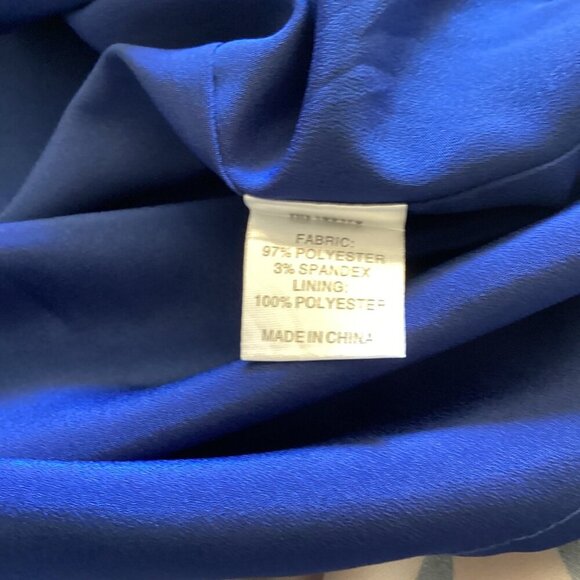 FABRIC:
97% POLYESTER
3% SPANDEX
LINING:
100% POLYESTER
MADE IN CHINA